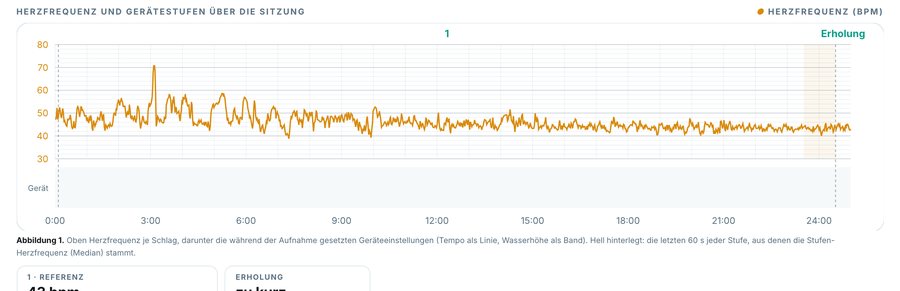 HERZFREQUENZ UND GERÄTESTUFEN ÜBER DIE SITZUNG
HERZFREQUENZ (BPM)
1
Erholung
80
70
60
50
40
30
Gerät
0:00 3:00 6:00 9:00 12:00 15:00 18:00 21:00 24:00
Abbildung 1. Oben Herzfrequenz je Schlag, darunter die während der Aufnahme gesetzten Geräteeinstellungen (Tempo als Linie, Wasserhöhe als Band). Hell hinterlegt: die letzten 60 s jeder Stufe, aus denen die Stufen-
Herzfrequenz (Median) stammt.
1 · REFERENZ
ERHOLUNG